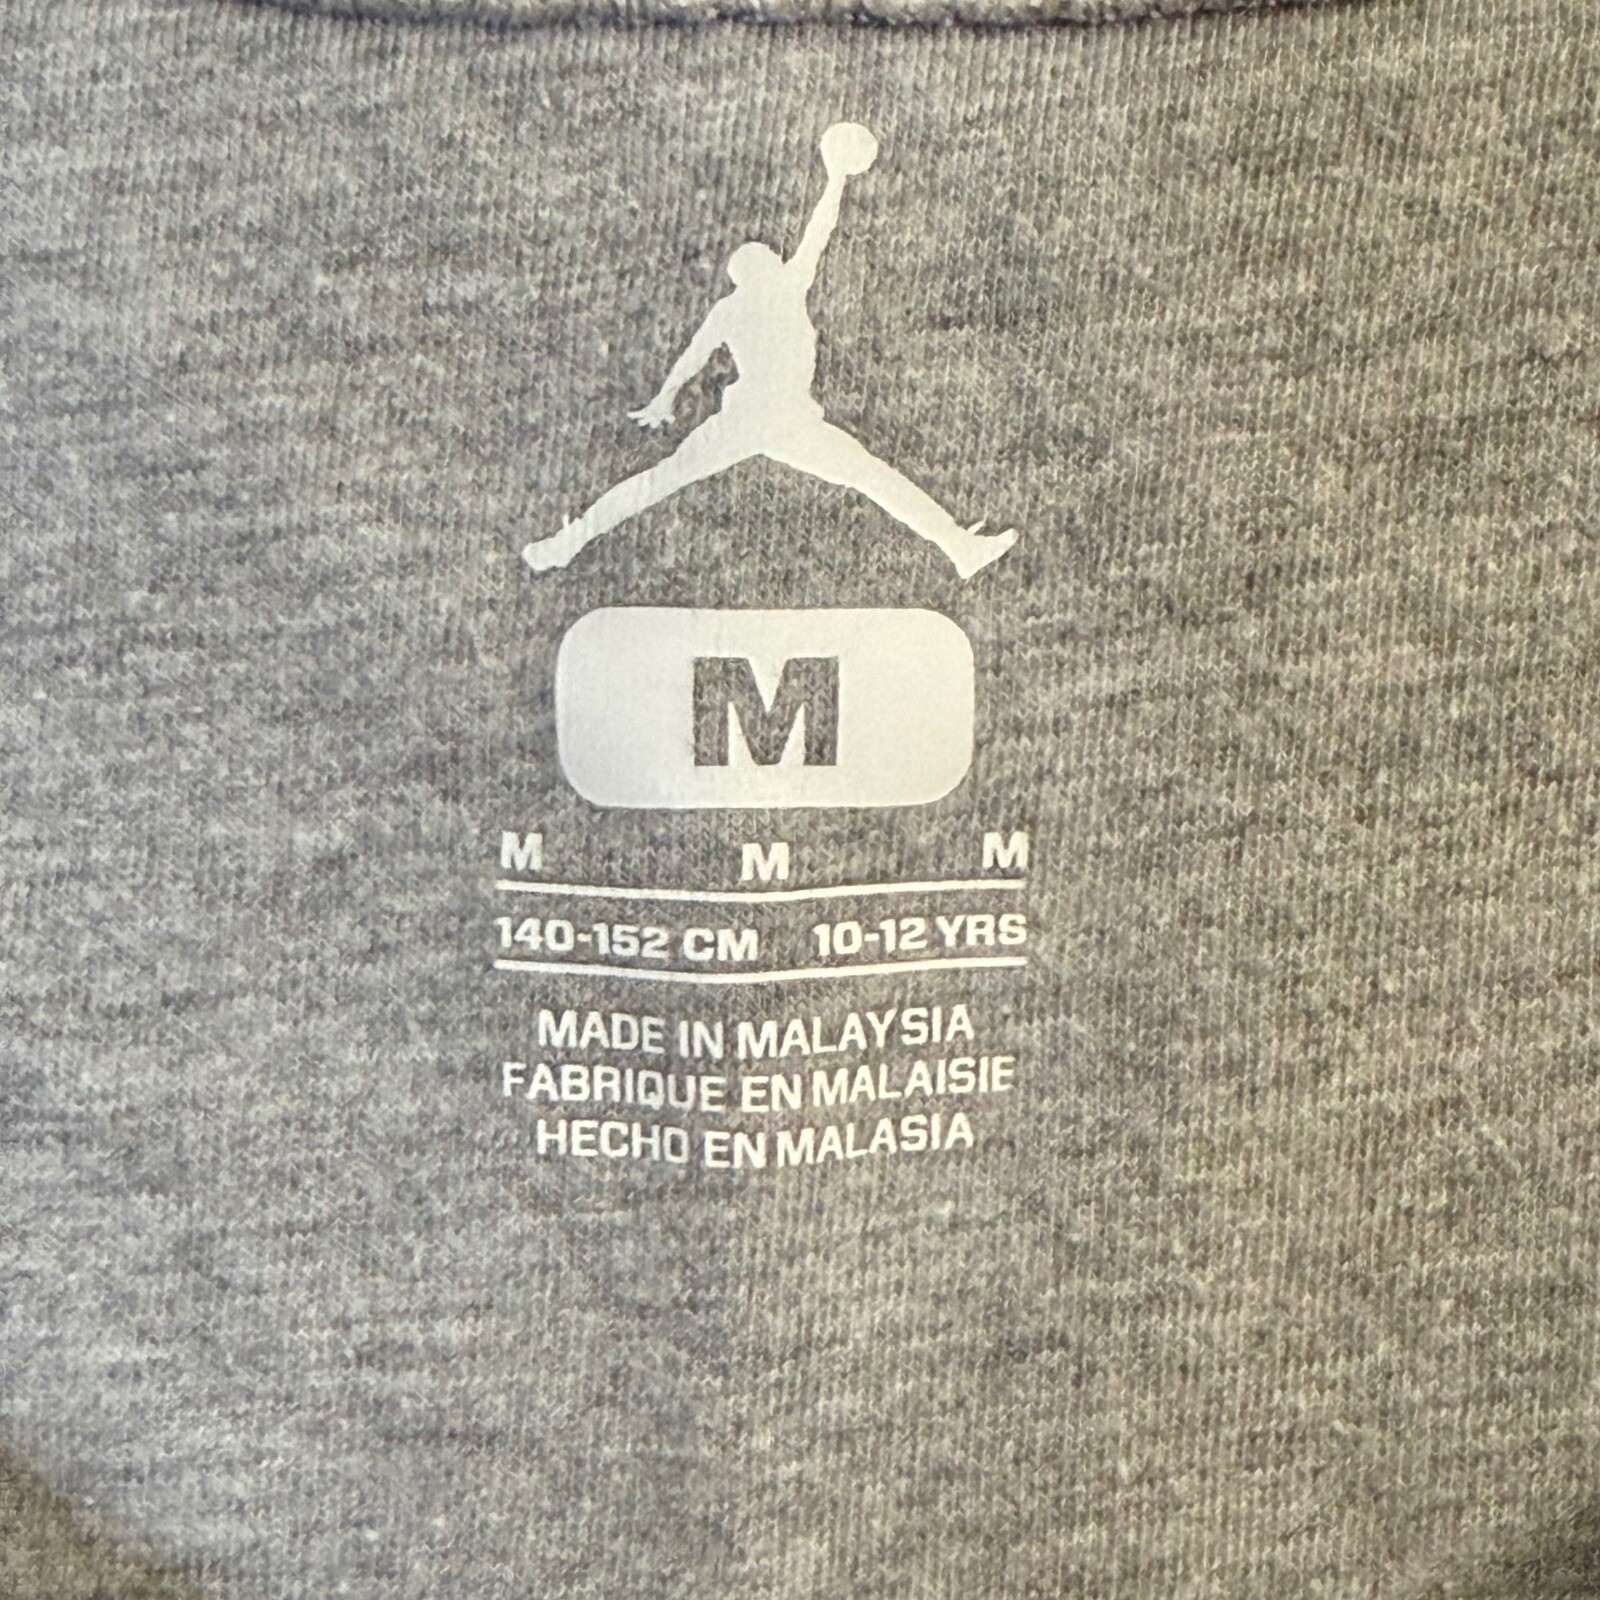 M
M M M
140-152 CM 10-12 YRS
MADE IN MALAYSIA
FABRIQUE EN MALAISIE
HECHO EN MALASIA